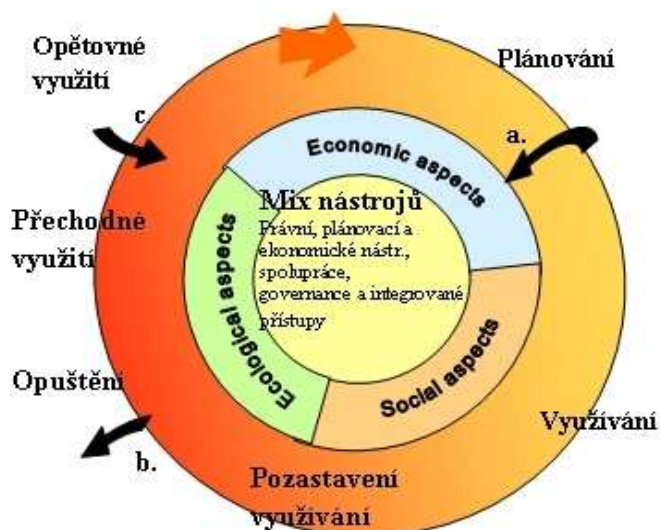 Opětovné
využití
Plánování
c.
a.
Economic aspects
Mix nástrojů
Právní, plánovací a
ekonomické nástr.,
spolupráce,
governance a integrované
přístupy
Přechodné
využití
Ecological aspects
Social aspects
Opuštění
Využívání
b.
Pozastavení
využívání